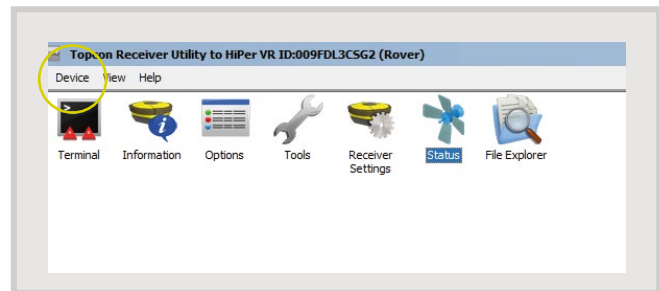 Topcon Receiver Utility to HiPer VR ID:009FDL3CSG2 (Rover)
Device View Help
Terminal Information Options Tools Receiver Settings Status File Explorer